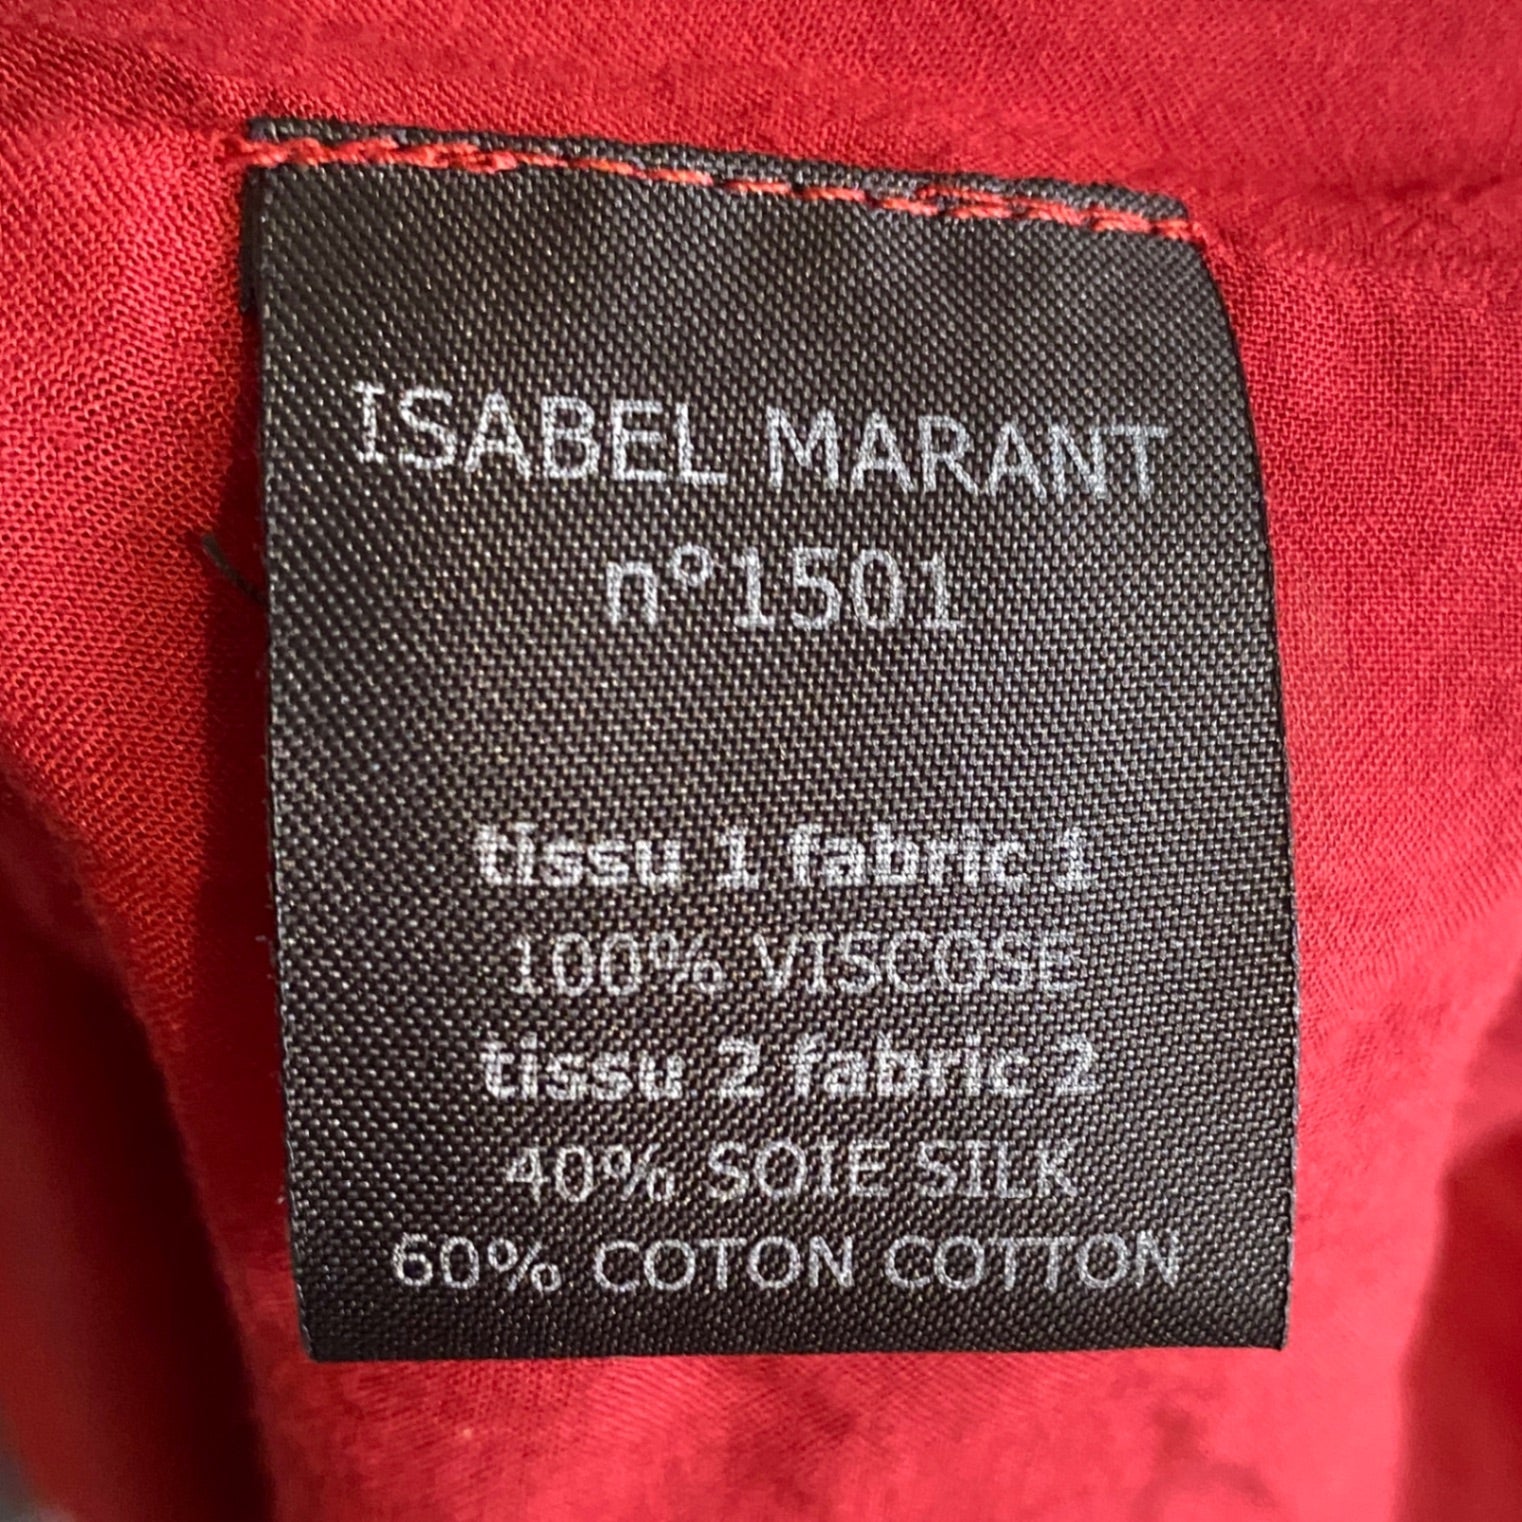 ISABEL MARANT
n°1501
tissu 1 fabric 1
100% VISCOSE
tissu 2 fabric 2
40% SOIE SILK
60% COTON COTTON